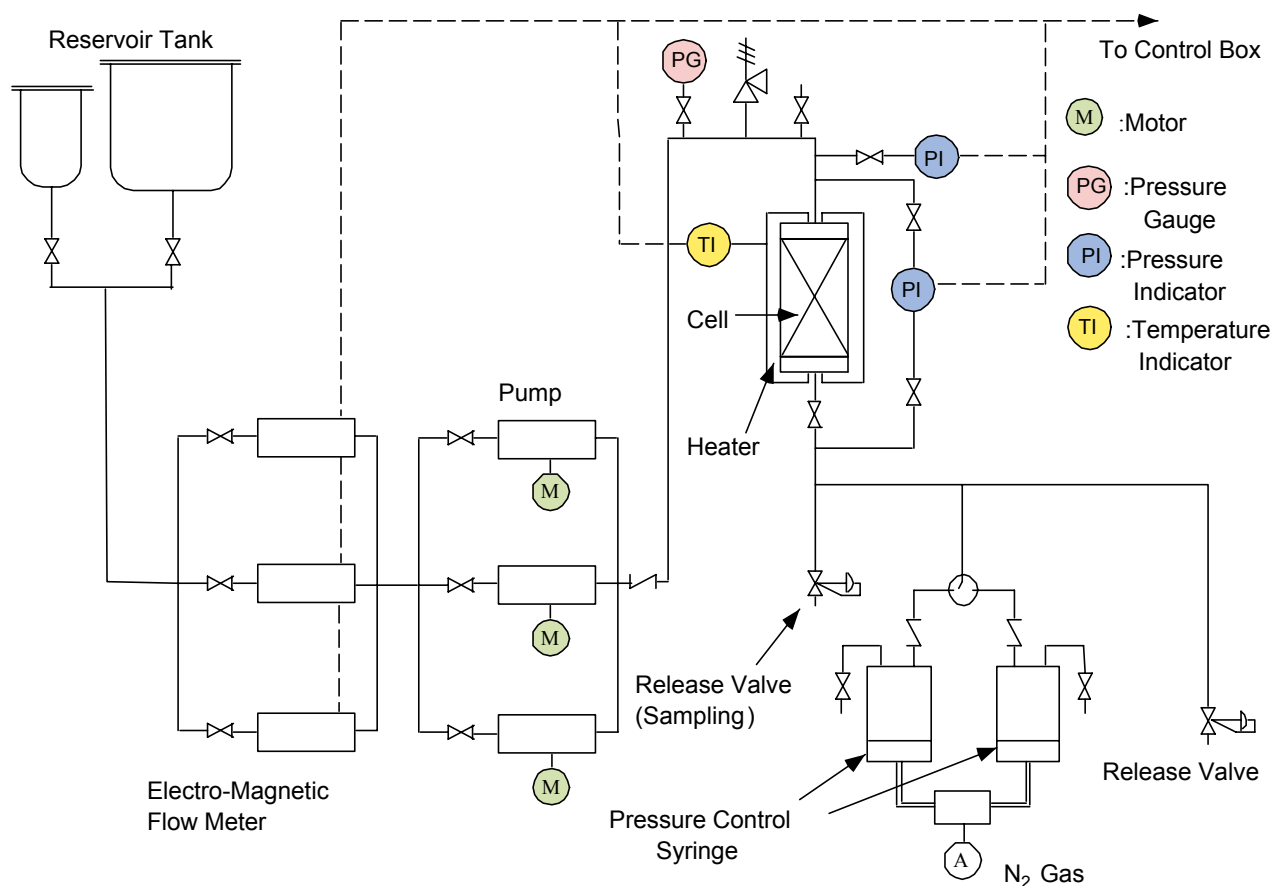 Reservoir Tank
To Control Box
PG
M :Motor
PI
PG :Pressure
Gauge
TI
PI :Pressure
Indicator
PI
Cell
TI :Temperature
Indicator
Pump
Heater
M
M
Release Valve
(Sampling)
M
Release Valve
Electro-Magnetic
Flow Meter
Pressure Control
Syringe
A
N₂ Gas